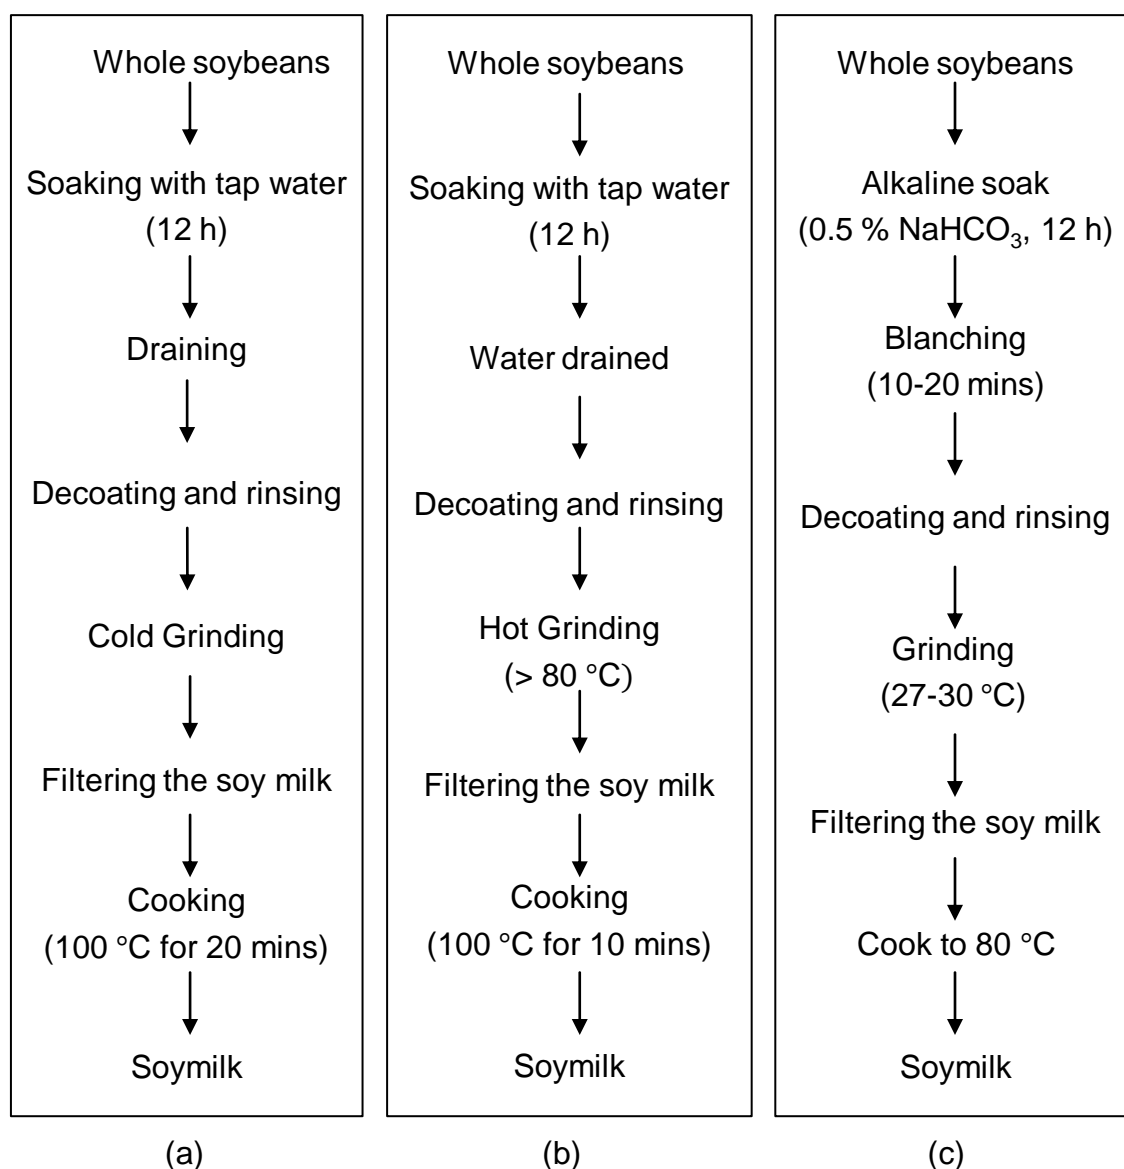 Whole soybeans
Soaking with tap water
(12 h)
Draining
Decoating and rinsing
Cold Grinding
Filtering the soy milk
Cooking
(100 °C for 20 mins)
Soymilk
(a)
Whole soybeans
Soaking with tap water
(12 h)
Water drained
Decoating and rinsing
Hot Grinding
(> 80 °C)
Filtering the soy milk
Cooking
(100 °C for 10 mins)
Soymilk
(b)
Whole soybeans
Alkaline soak
(0.5 % NaHCO₃, 12 h)
Blanching
(10-20 mins)
Decoating and rinsing
Grinding
(27-30 °C)
Filtering the soy milk
Cook to 80 °C
Soymilk
(c)